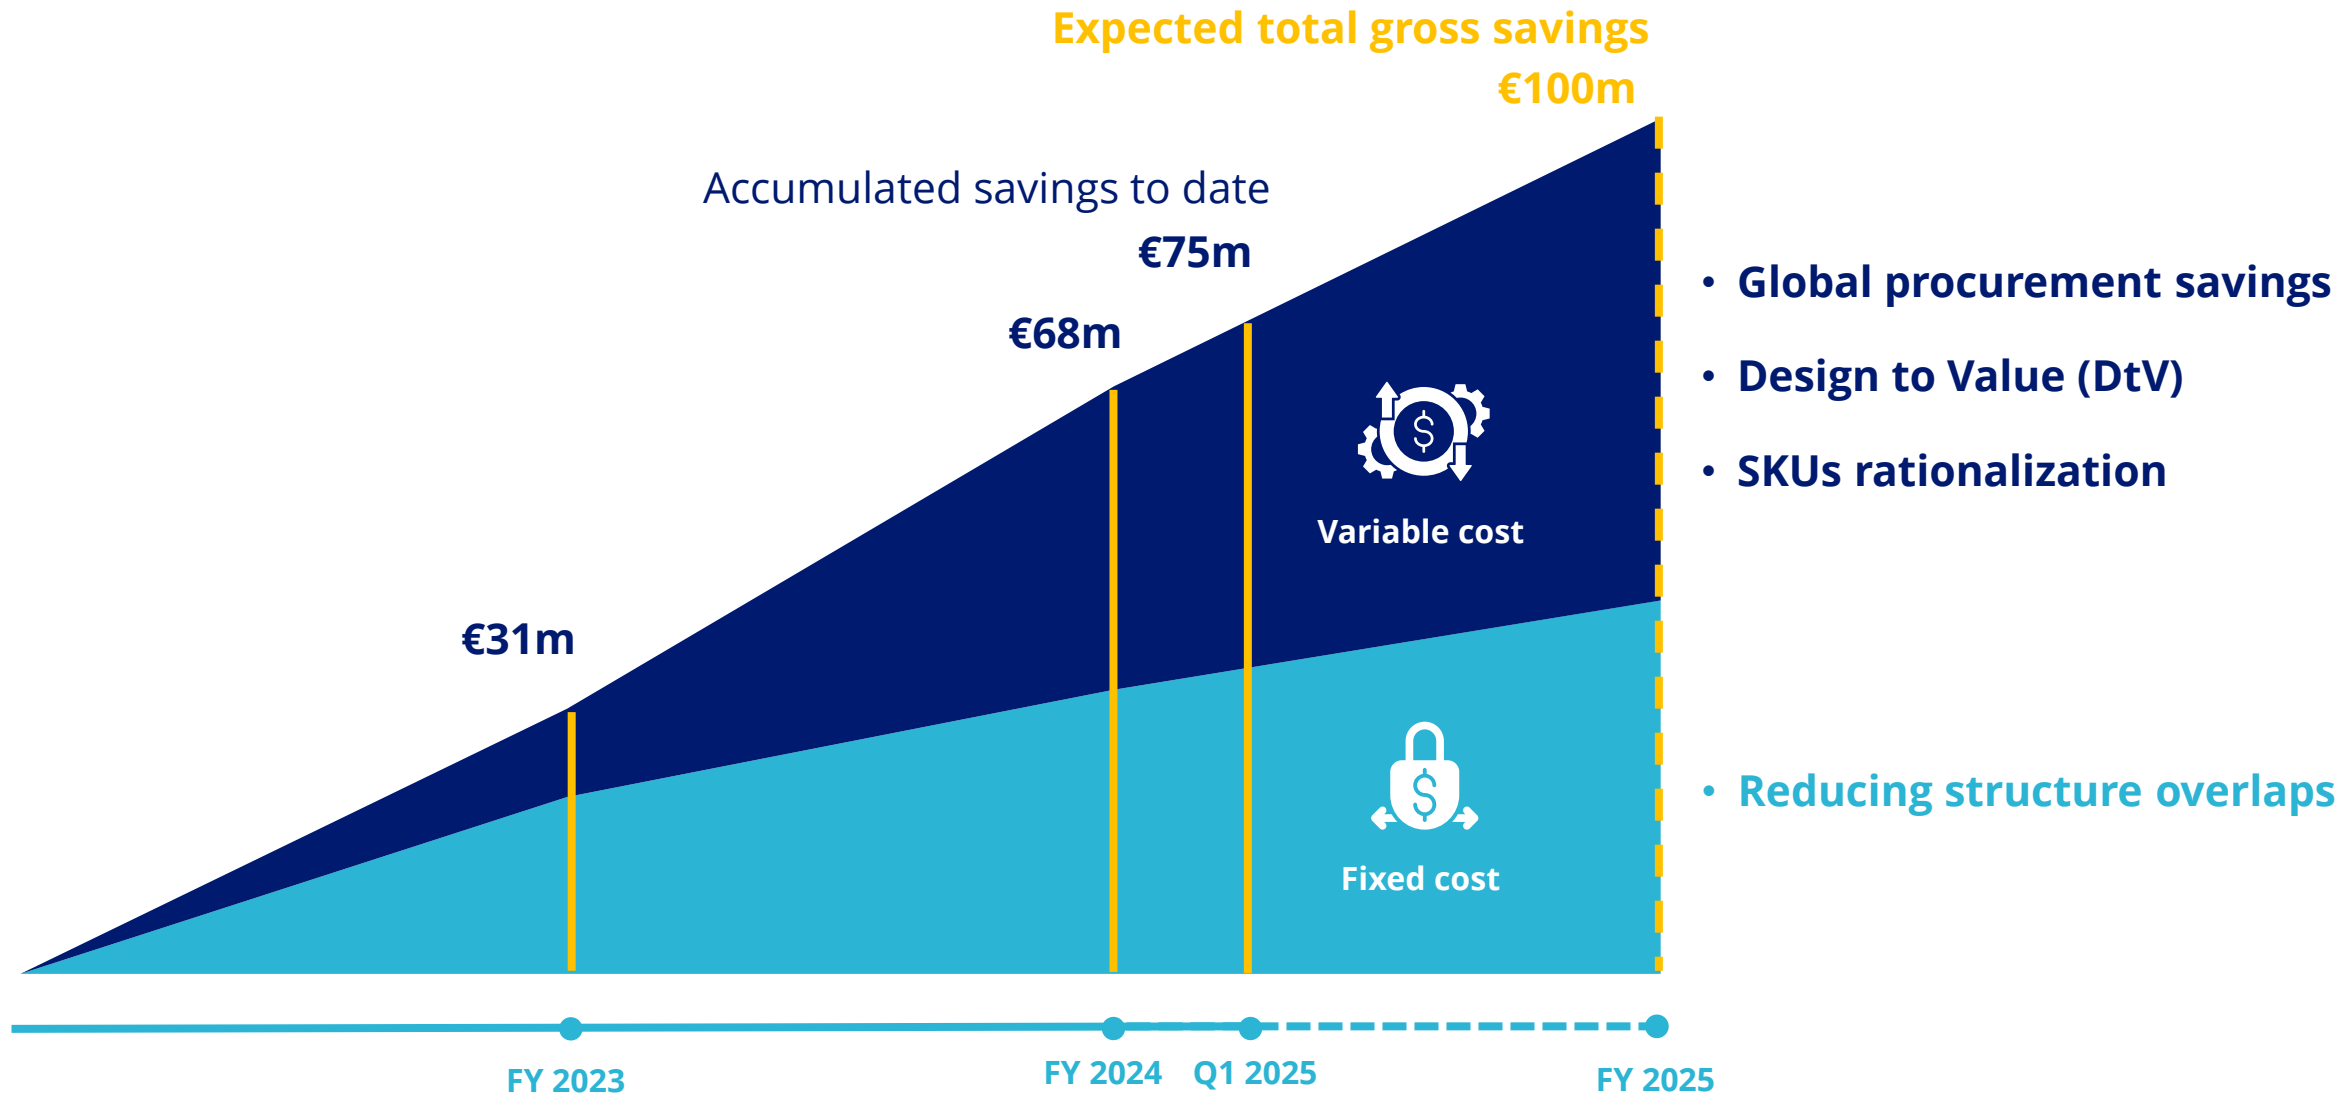 Expected total gross savings
€100m
Accumulated savings to date
€75m
€68m
€31m
Variable cost
Fixed cost
• Global procurement savings
• Design to Value (DtV)
• SKUs rationalization
• Reducing structure overlaps
FY 2023
FY 2024
Q1 2025
FY 2025